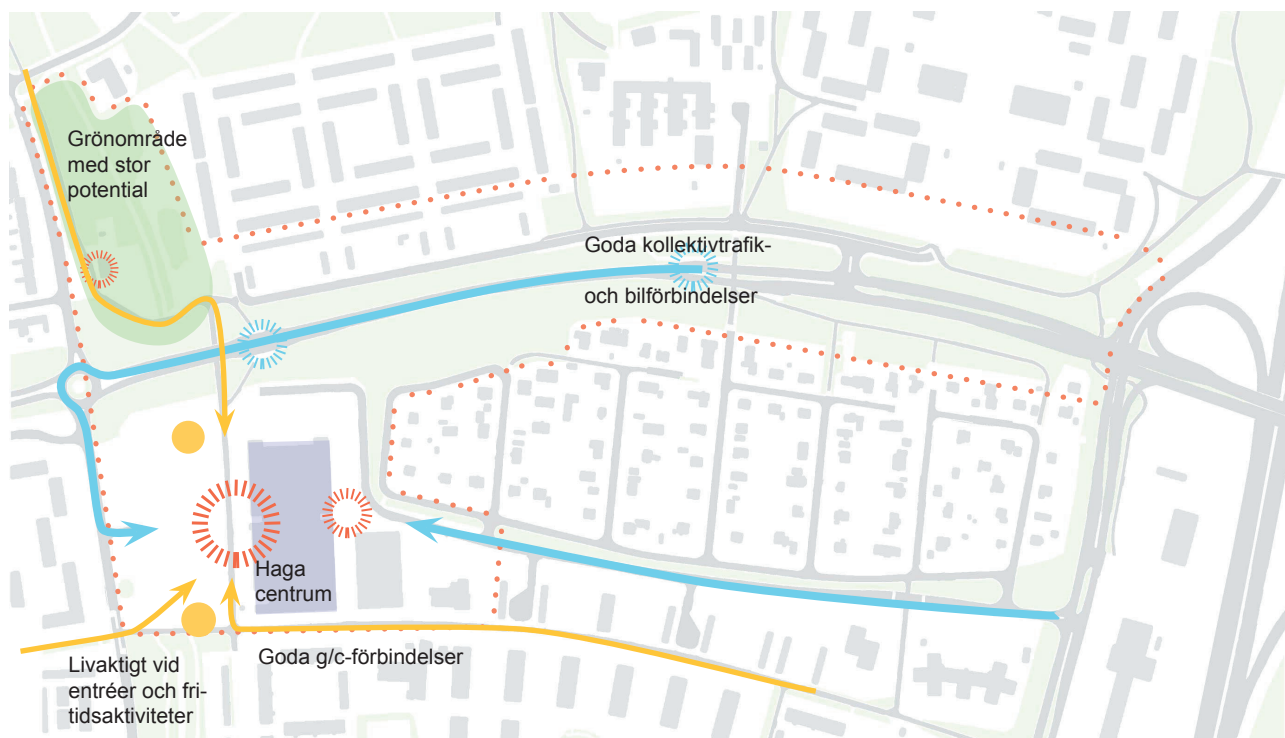 Grönområde
med stor
potential
Goda kollektivtrafik-
och bilförbindelser
Haga
centrum
Goda g/c-förbindelser
Livaktigt vid
entréer och fri-
tidsaktiviteter